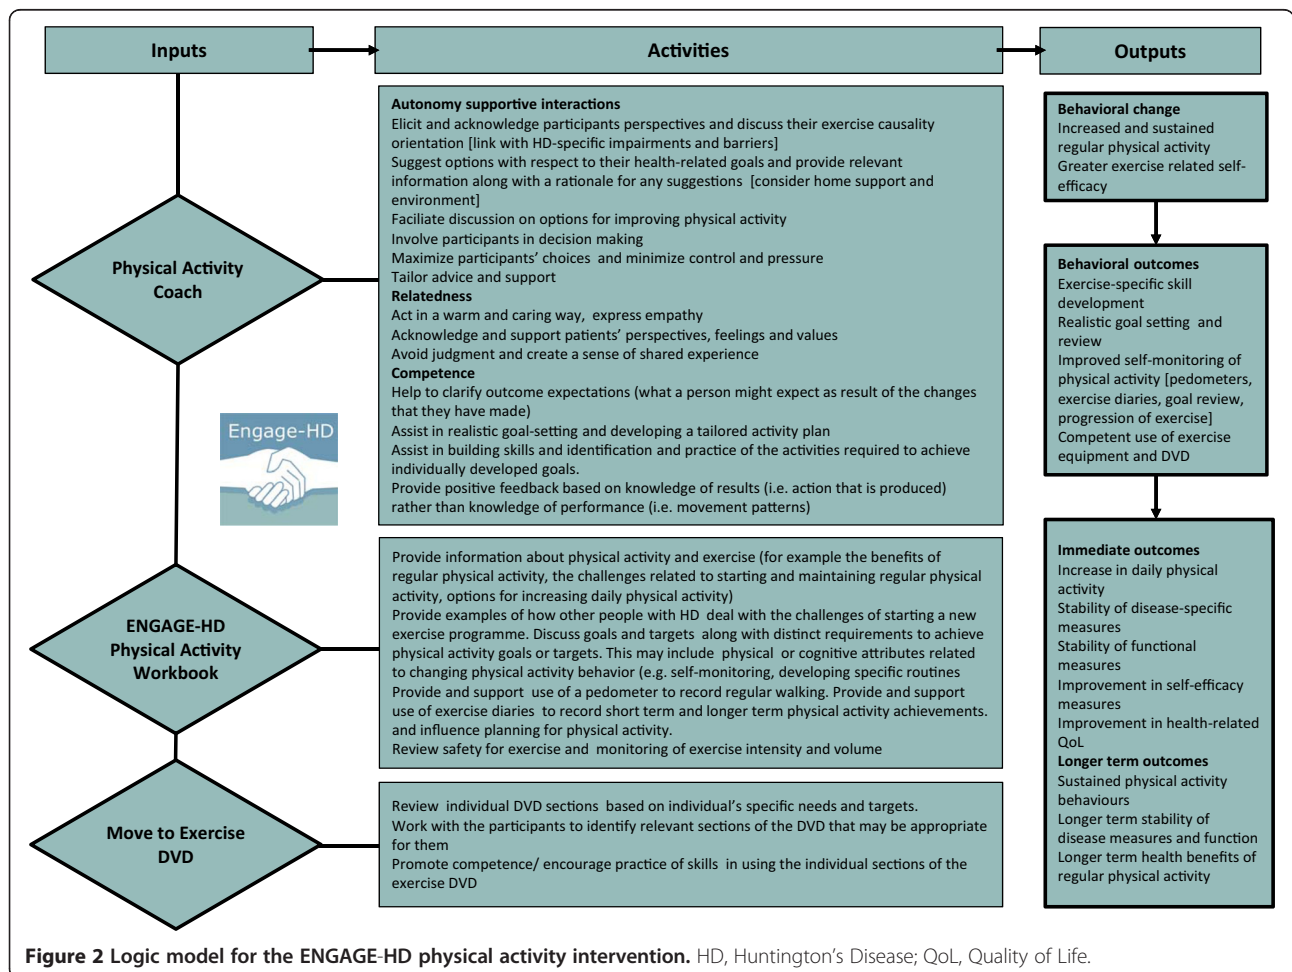 Inputs
Activities
Outputs
Physical Activity
Coach
Autonomy supportive interactions
Elicit and acknowledge participants perspectives and discuss their exercise causality
orientation [link with HD-specific impairments and barriers]
Suggest options with respect to their health-related goals and provide relevant
information along with a rationale for any suggestions [consider home support and
environment]
Faciliate discussion on options for improving physical activity
Involve participants in decision making
Maximize participants' choices and minimize control and pressure
Tailor advice and support
Relatedness
Act in a warm and caring way, express empathy
Acknowledge and support patients' perspectives, feelings and values
Avoid judgment and create a sense of shared experience
Competence
Help to clarify outcome expectations (what a person might expect as result of the changes
that they have made)
Assist in realistic goal-setting and developing a tailored activity plan
Assist in building skills and identification and practice of the activities required to achieve
individually developed goals.
Provide positive feedback based on knowledge of results (i.e. action that is produced)
rather than knowledge of performance (i.e. movement patterns)
Engage-HD
ENGAGE-HD
Physical Activity
Workbook
Provide information about physical activity and exercise (for example the benefits of
regular physical activity, the challenges related to starting and maintaining regular physical
activity, options for increasing daily physical activity)
Provide examples of how other people with HD deal with the challenges of starting a new
exercise programme. Discuss goals and targets along with distinct requirements to achieve
physical activity goals or targets. This may include physical or cognitive attributes related
to changing physical activity behavior (e.g. self-monitoring, developing specific routines
Provide and support use of a pedometer to record regular walking. Provide and support
use of exercise diaries to record short term and longer term physical activity achievements.
and influence planning for physical activity.
Review safety for exercise and monitoring of exercise intensity and volume
Move to Exercise
DVD
Review individual DVD sections based on individual's specific needs and targets.
Work with the participants to identify relevant sections of the DVD that may be appropriate
for them
Promote competence/ encourage practice of skills in using the individual sections of the
exercise DVD
Behavioral change
Increased and sustained
regular physical activity
Greater exercise related self-
efficacy
Behavioral outcomes
Exercise-specific skill
development
Realistic goal setting and
review
Improved self-monitoring of
physical activity [pedometers,
exercise diaries, goal review,
progression of exercise]
Competent use of exercise
equipment and DVD
Immediate outcomes
Increase in daily physical
activity
Stability of disease-specific
measures
Stability of functional
measures
Improvement in self-efficacy
measures
Improvement in health-related
QoL
Longer term outcomes
Sustained physical activity
behaviours
Longer term stability of
disease measures and function
Longer term health benefits of
regular physical activity
Figure 2 Logic model for the ENGAGE-HD physical activity intervention. HD, Huntington's Disease; QoL, Quality of Life.